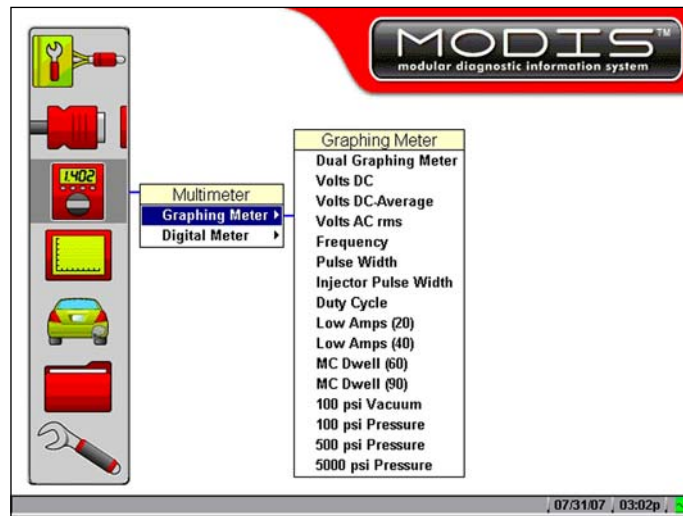 MODIS™
modular diagnostic information system
1.402
Multimeter
Graphing Meter
Digital Meter
Graphing Meter
Dual Graphing Meter
Volts DC
Volts DC-Average
Volts AC rms
Frequency
Pulse Width
Injector Pulse Width
Duty Cycle
Low Amps (20)
Low Amps (40)
MC Dwell (60)
MC Dwell (90)
100 psi Vacuum
100 psi Pressure
500 psi Pressure
5000 psi Pressure
07/31/07 03:02p